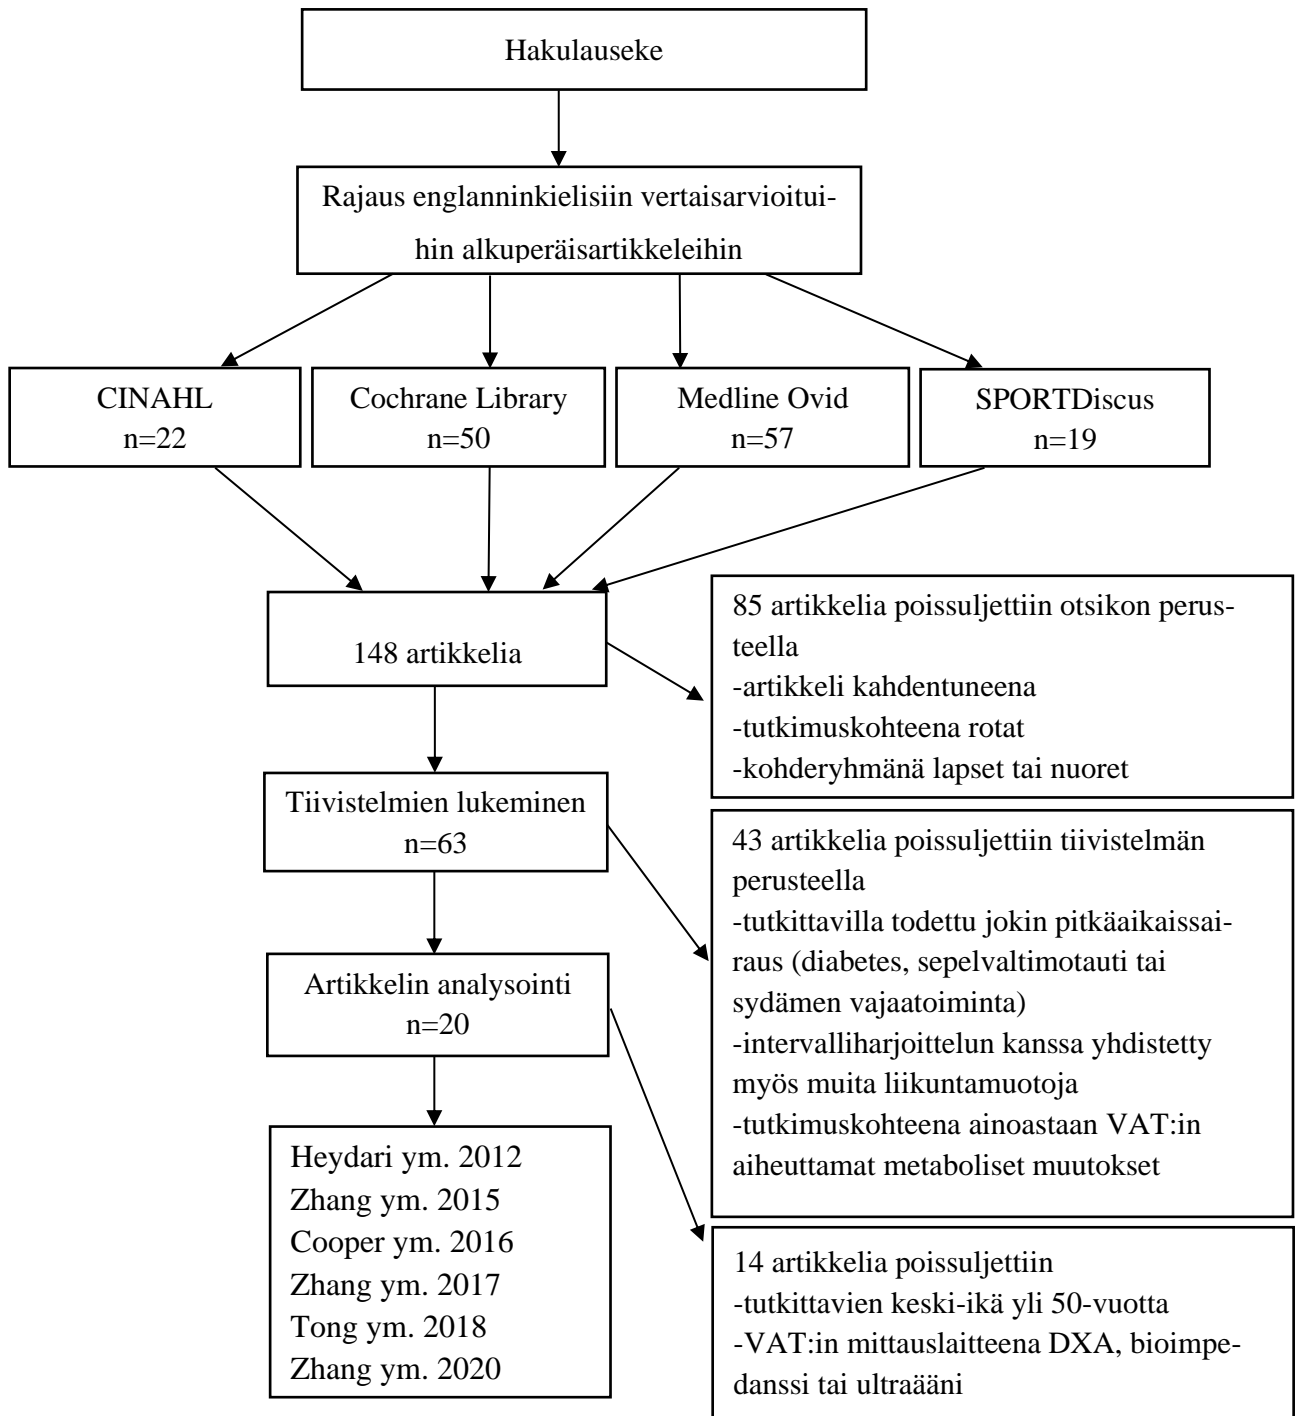 Hakulauseke
Rajaus englanninkielisiin vertaisarvioitui-
hin alkuperäisartikkeleihin
CINAHL
n=22
Cochrane Library
n=50
Medline Ovid
n=57
SPORTDiscus
n=19
148 artikkelia
85 artikkelia poissuljettiin otsikon perus-
teella
-artikkeli kahdentuneena
-tutkimuskohteena rotat
-kohderyhmänä lapset tai nuoret
Tiivistelmien lukeminen
n=63
43 artikkelia poissuljettiin tiivistelmän
perusteella
-tutkittavilla todettu jokin pitkäaikaissai-
raus (diabetes, sepelvaltimotauti tai
sydämen vajaatoiminta)
-intervalliharjoittelun kanssa yhdistetty
myös muita liikuntamuotoja
-tutkimuskohteena ainoastaan VAT:in
aiheuttamat metaboliset muutokset
Artikkelin analysointi
n=20
14 artikkelia poissuljettiin
-tutkittavien keski-ikä yli 50-vuotta
-VAT:in mittauslaitteena DXA, bioimpe-
danssi tai ultraääni
Heydari ym. 2012
Zhang ym. 2015
Cooper ym. 2016
Zhang ym. 2017
Tong ym. 2018
Zhang ym. 2020